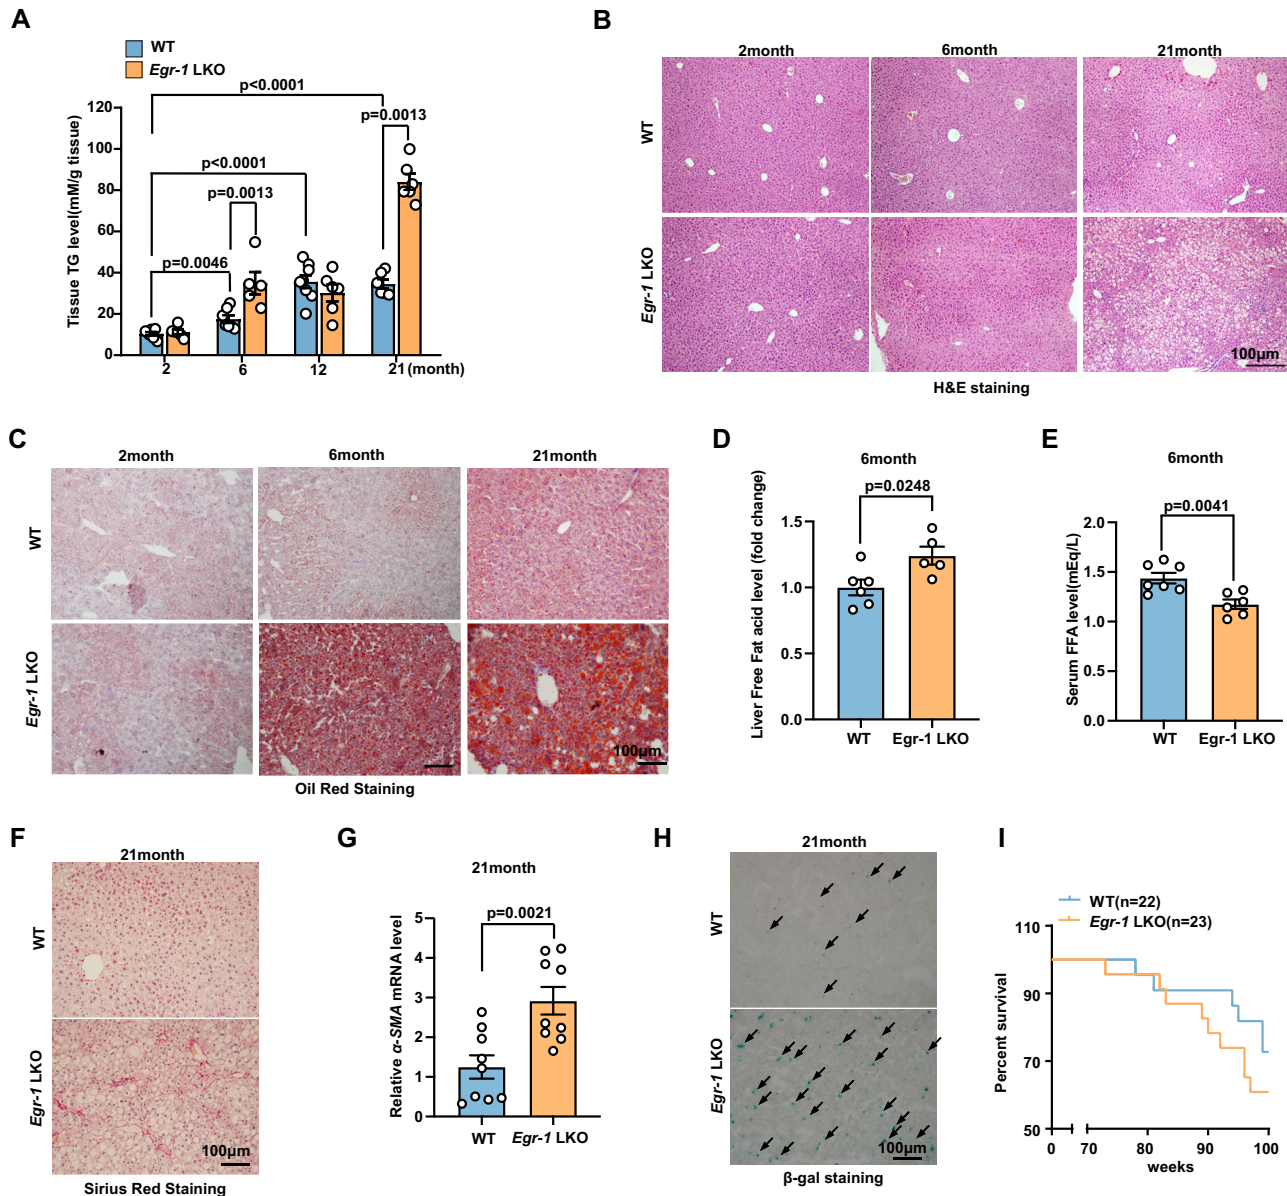 A
WT
Egr-1 LKO
p<0.0001
p=0.0013
p<0.0001
p=0.0013
p=0.0046
Tissue TG level(mM/g tissue)
120
100
80
60
40
20
0
2 6 12 21 (month)
B
2month 6month 21month
WT
Egr-1 LKO
100μm
H&E staining
C
2month 6month 21month
WT
Egr-1 LKO
100μm
Oil Red Staining
D
6month
p=0.0248
Liver Free Fat acid level (fold change)
1.5
1.0
0.5
0.0
WT Egr-1 LKO
E
6month
p=0.0041
Serum FFA level(mEq/L)
2.0
1.5
1.0
0.5
0.0
WT Egr-1 LKO
F
21month
WT
Egr-1 LKO
100μm
Sirius Red Staining
G
21month
p=0.0021
Relative α-SMA mRNA level
5
4
3
2
1
0
WT Egr-1 LKO
H
21month
WT
Egr-1 LKO
100μm
β-gal staining
I
WT(n=22)
Egr-1 LKO(n=23)
Percent survival
110
90
70
50
0 70 80 90 100
weeks